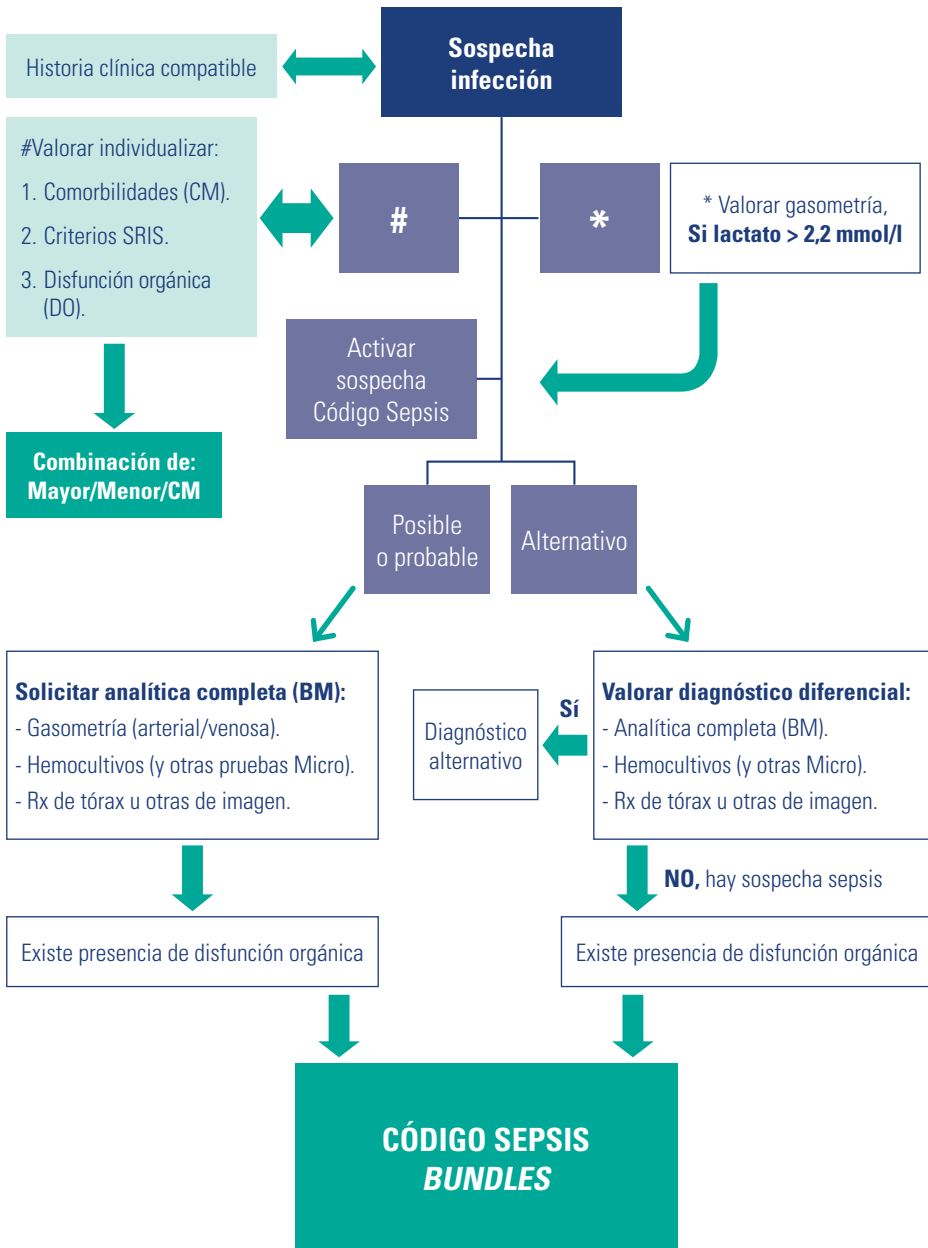 Sospecha
infección
Historia clínica compatible
#Valorar individualizar:
1. Comorbilidades (CM).
2. Criterios SRIS.
3. Disfunción orgánica
(DO).
#
*
* Valorar gasometría,
Si lactato > 2,2 mmol/l
Activar
sospecha
Código Sepsis
Combinación de:
Mayor/Menor/CM
Posible
o probable
Alternativo
Solicitar analítica completa (BM):
- Gasometría (arterial/venosa).
- Hemocultivos (y otras pruebas Micro).
- Rx de tórax u otras de imagen.
Diagnóstico
alternativo
Sí
Valorar diagnóstico diferencial:
- Analítica completa (BM).
- Hemocultivos (y otras Micro).
- Rx de tórax u otras de imagen.
NO, hay sospecha sepsis
Existe presencia de disfunción orgánica
Existe presencia de disfunción orgánica
CÓDIGO SEPSIS
BUNDLES